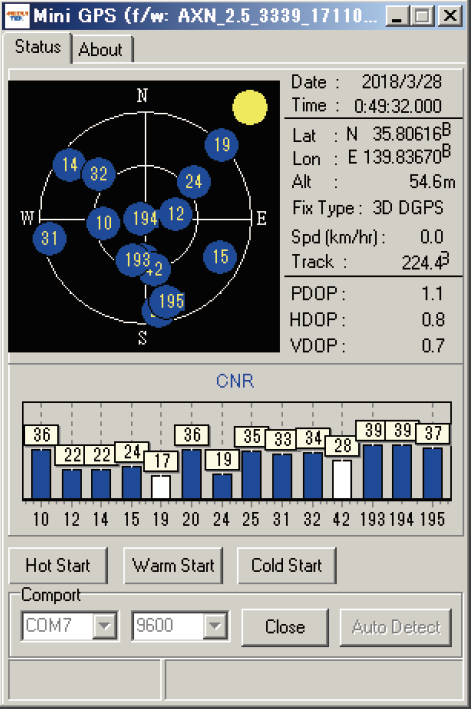 Mini GPS (f/w: AXN_2.5_3339_17110...
Status About
Date : 2018/3/28
Time : 0:49:32.000
Lat : N 35.80616B
Lon : E 139.83670B
Alt : 54.6m
Fix Type : 3D DGPS
Spd (km/hr) : 0.0
Track : 224.4B
PDOP : 1.1
HDOP : 0.8
VDOP : 0.7
N
19
14
32
24
W 10 194 12 E
31
193
15
195
S
CNR
36 22 22 24 17 36 19 35 33 34 28 39 39 37
10 12 14 15 19 20 24 25 31 32 42 193 194 195
Hot Start Warm Start Cold Start
Comport
COM7 9600 Close Auto Detect